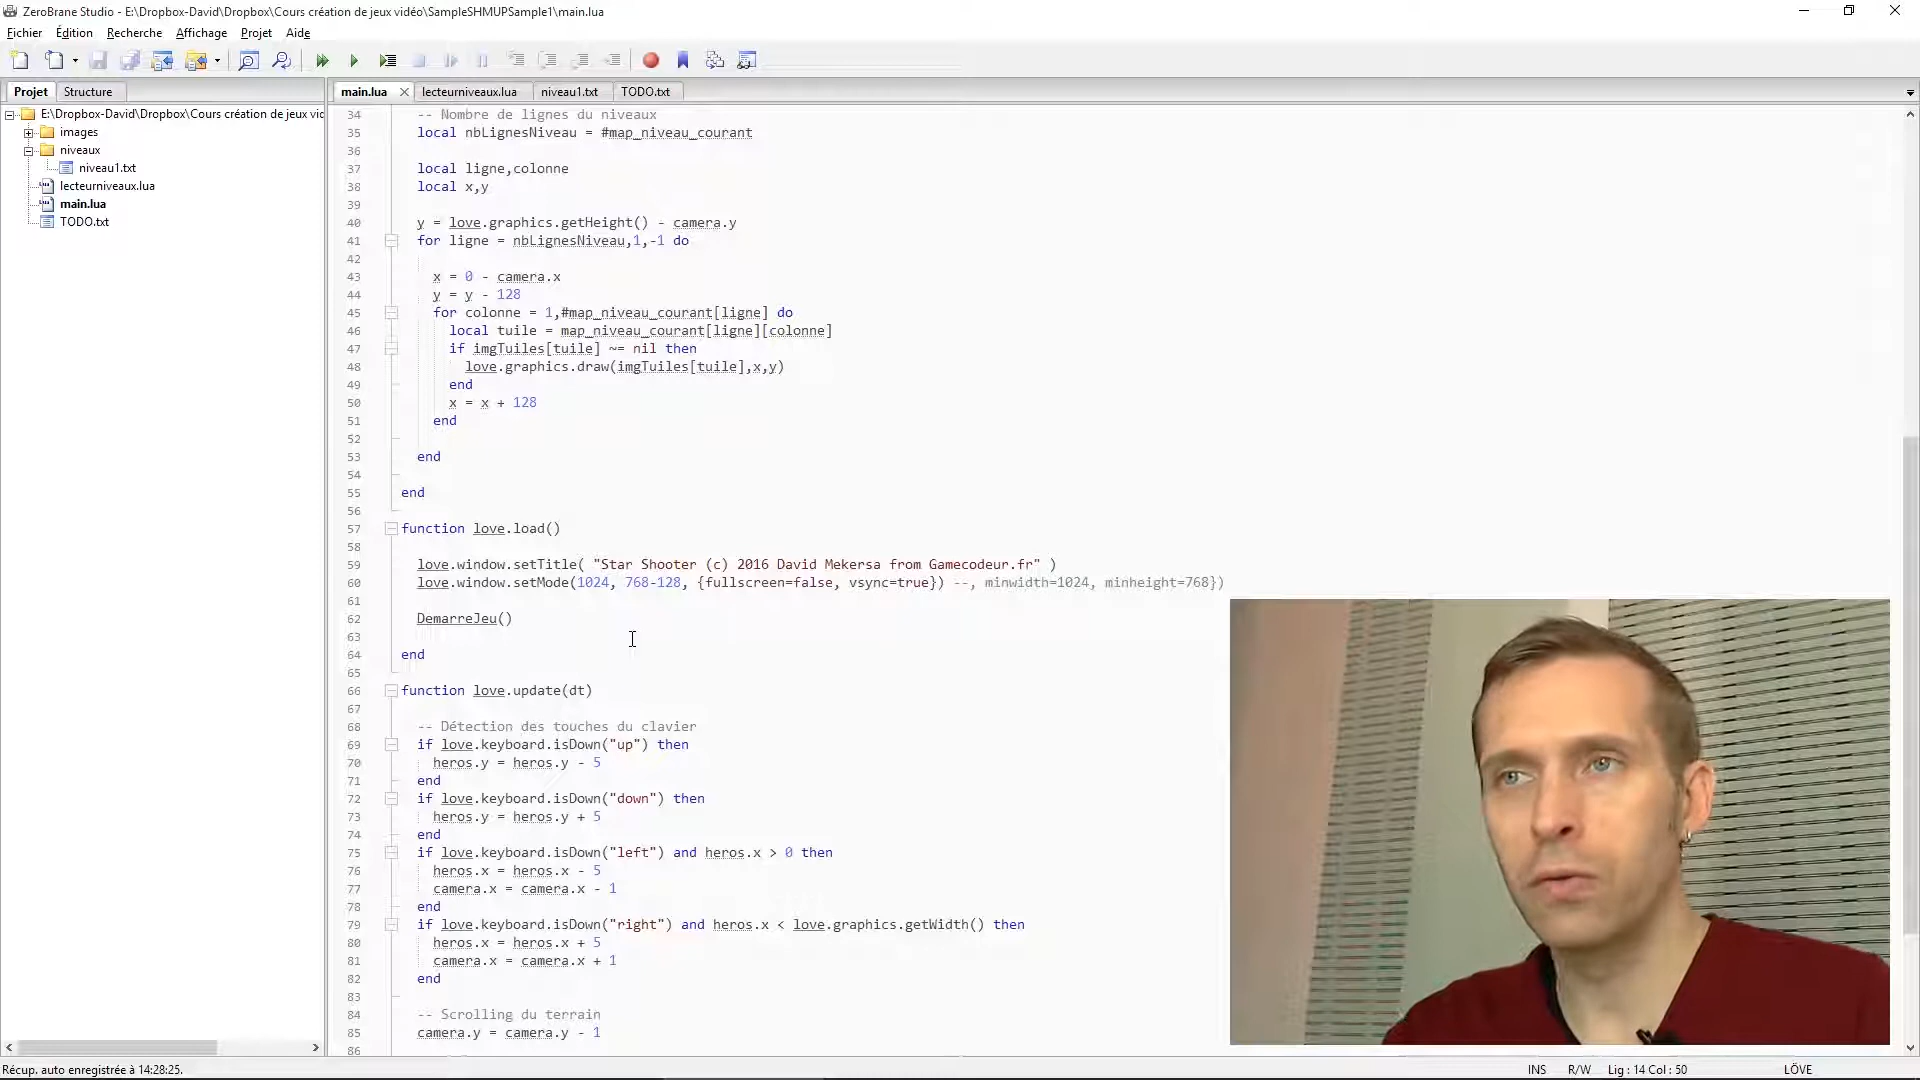 ZeroBrane Studio - E:\Dropbox-David\Dropbox\Cours création de jeux vidéo\SampleSHMUPSample1\main.lua
Fichier Édition Recherche Affichage Projet Aide
Projet Structure
main.lua lecteurniveaux.lua niveau1.txt TODO.txt
E:\Dropbox-David\Dropbox\Cours création de jeux vic
images
niveaux
niveau1.txt
lecteurniveaux.lua
main.lua
TODO.txt
34 -- Nombre de lignes du niveaux
35 local nbLignesNiveau = #map_niveau_courant
36
37 local ligne,colonne
38 local x,y
39
40 y = love.graphics.getHeight() - camera.y
41 for ligne = nbLignesNiveau,1,-1 do
42
43 x = 0 - camera.x
44 y = y - 128
45 for colonne = 1,#map_niveau_courant[ligne] do
46 local tuile = map_niveau_courant[ligne][colonne]
47 if imgTuiles[tuile] ~= nil then
48 love.graphics.draw(imgTuiles[tuile],x,y)
49 end
50 x = x + 128
51 end
52
53 end
54
55 end
56
57 function love.load()
58
59 love.window.setTitle( "Star Shooter (c) 2016 David Mekersa from Gamecodeur.fr" )
60 love.window.setMode(1024, 768-128, {fullscreen=false, vsync=true}) --, minwidth=1024, minheight=768})
61
62 DemarreJeu()
63
64 end
65
66 function love.update(dt)
67
68 -- Détection des touches du clavier
69 if love.keyboard.isDown("up") then
70 heros.y = heros.y - 5
71 end
72 if love.keyboard.isDown("down") then
73 heros.y = heros.y + 5
74 end
75 if love.keyboard.isDown("left") and heros.x > 0 then
76 heros.x = heros.x - 5
77 camera.x = camera.x - 1
78 end
79 if love.keyboard.isDown("right") and heros.x < love.graphics.getWidth() then
80 heros.x = heros.x + 5
81 camera.x = camera.x + 1
82 end
83
84 -- Scrolling du terrain
85 camera.y = camera.y - 1
86
Récup. auto enregistrée à 14:28:25. INS R/W Lig : 14 Col : 50 LÖVE